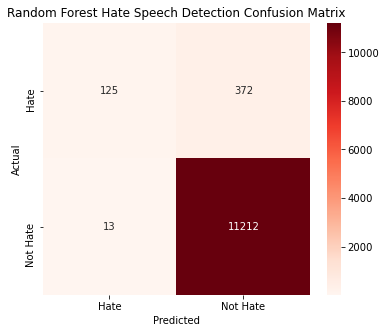 Random Forest Hate Speech Detection Confusion Matrix
10000
8000
6000
4000
2000
Actual
Hate
Not Hate
125
372
13
11212
Hate
Not Hate
Predicted